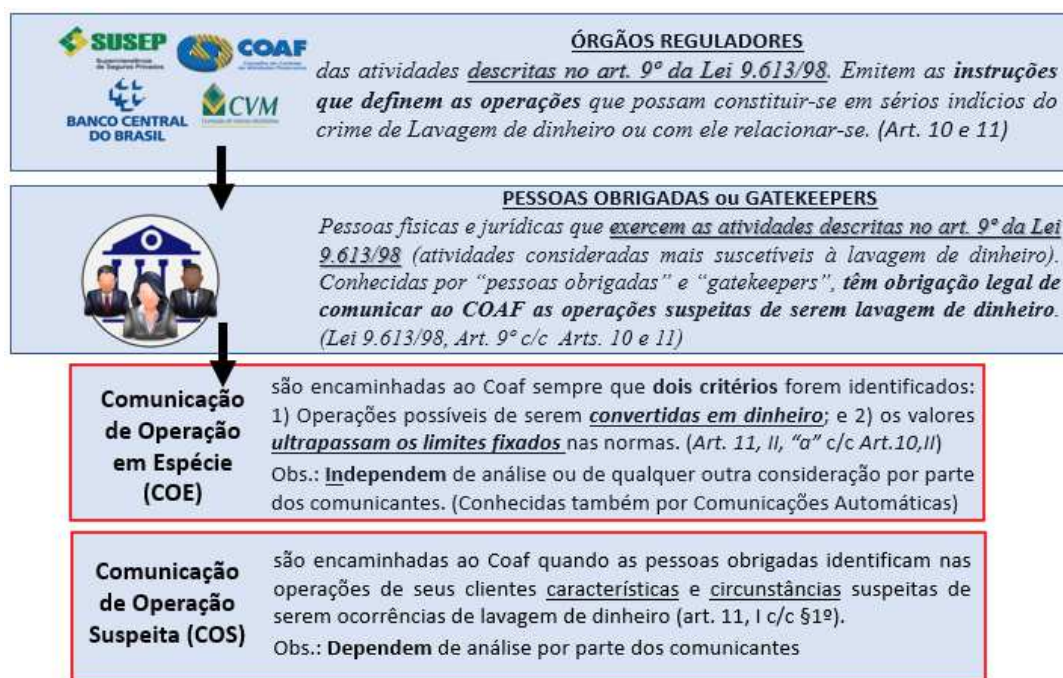 SUSEP
Superintendência
de Seguros Privados
COAF
BANCO CENTRAL
DO BRASIL
CVM
ÓRGÃOS REGULADORES
das atividades descritas no art. 9º da Lei 9.613/98. Emitem as instruções
que definem as operações que possam constituir-se em sérios indícios do
crime de Lavagem de dinheiro ou com ele relacionar-se. (Art. 10 e 11)
PESSOAS OBRIGADAS ou GATEKEEPERS
Pessoas físicas e jurídicas que exercem as atividades descritas no art. 9º da Lei
9.613/98 (atividades consideradas mais suscetíveis à lavagem de dinheiro).
Conhecidas por “pessoas obrigadas” e “gatekeepers”, têm obrigação legal de
comunicar ao COAF as operações suspeitas de serem lavagem de dinheiro.
(Lei 9.613/98, Art. 9º c/c Arts. 10 e 11)
Comunicação
de Operação
em Espécie
(COE)
são encaminhadas ao Coaf sempre que dois critérios forem identificados:
1) Operações possíveis de serem convertidas em dinheiro; e 2) os valores
ultrapassam os limites fixados nas normas. (Art. 11, II, “a” c/c Art.10,II)
Obs.: Independem de análise ou de qualquer outra consideração por parte
dos comunicantes. (Conhecidas também por Comunicações Automáticas)
Comunicação
de Operação
Suspeita (COS)
são encaminhadas ao Coaf quando as pessoas obrigadas identificam nas
operações de seus clientes características e circunstâncias suspeitas de
serem ocorrências de lavagem de dinheiro (art. 11, I c/c §1º).
Obs.: Dependem de análise por parte dos comunicantes